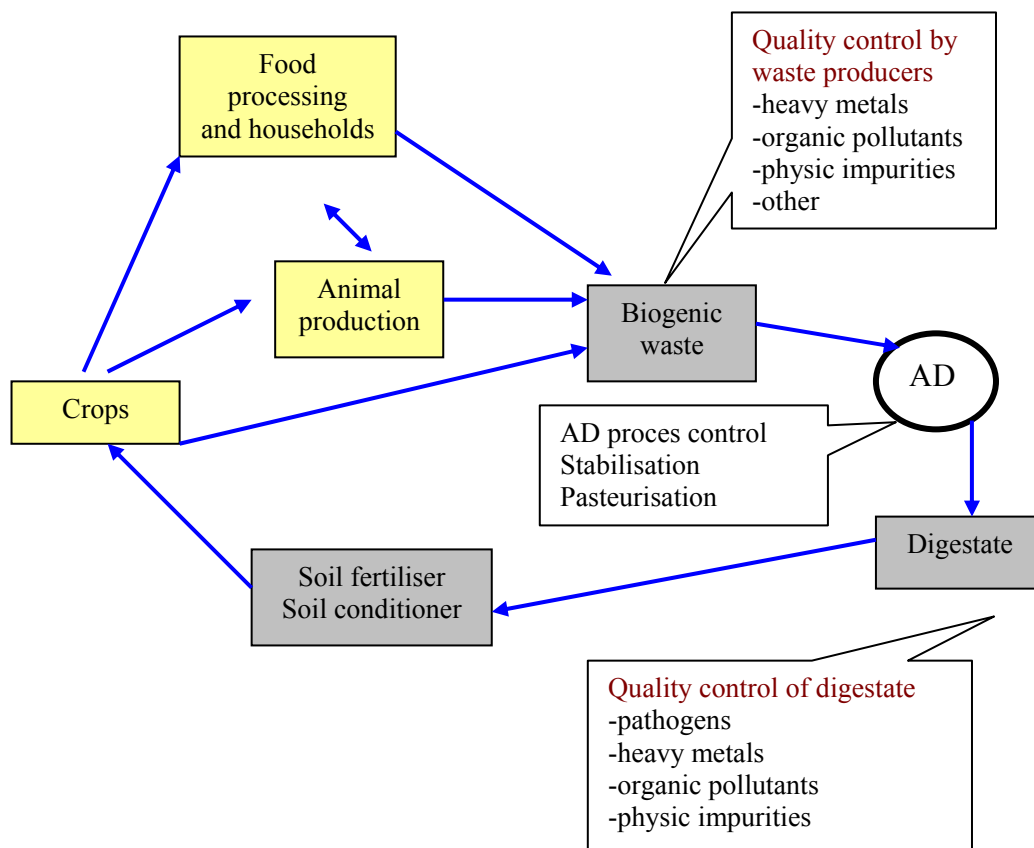 Food
processing
and households
Quality control by
waste producers
-heavy metals
-organic pollutants
-physic impurities
-other
Animal
production
Biogenic
waste
AD
Crops
AD proces control
Stabilisation
Pasteurisation
Digestate
Soil fertiliser
Soil conditioner
Quality control of digestate
-pathogens
-heavy metals
-organic pollutants
-physic impurities